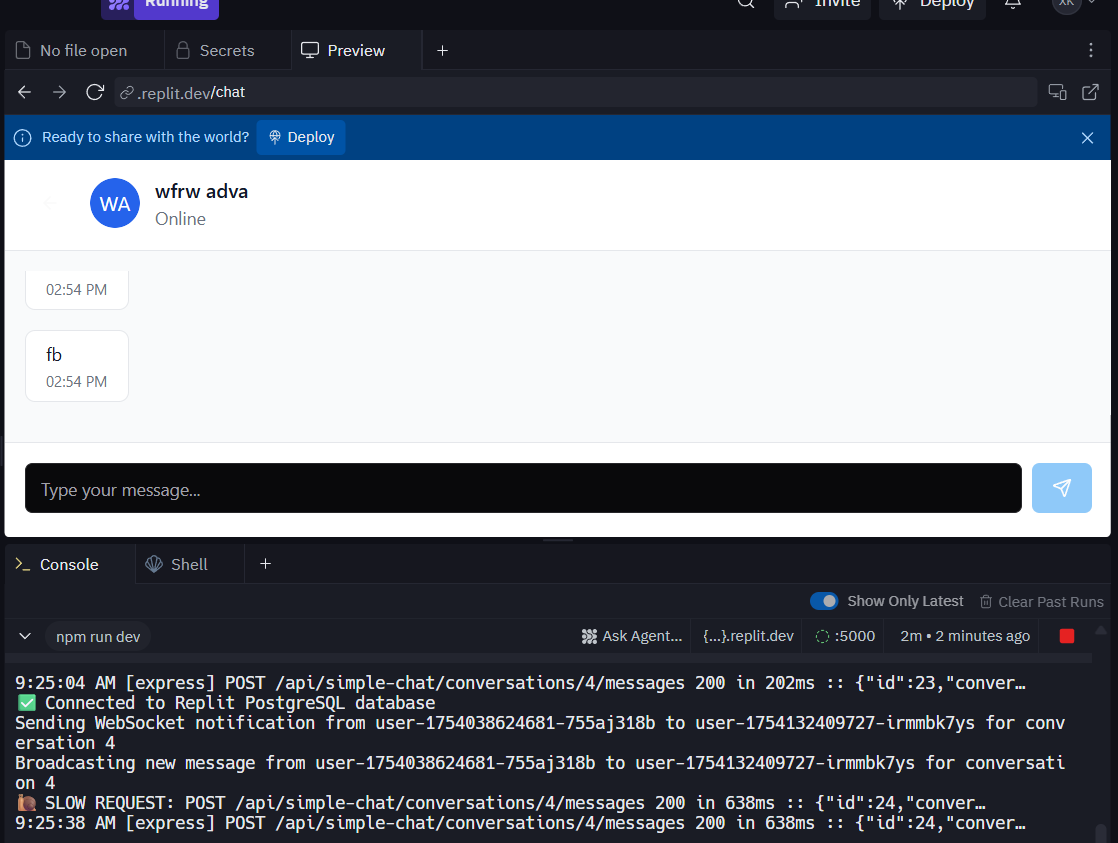 Running
Invite
Deploy
XK
No file open
Secrets
Preview
.replit.dev/chat
Ready to share with the world?
Deploy
WA
wfrw adva
Online
02:54 PM
fb
02:54 PM
Type your message...
Console
Shell
Show Only Latest
Clear Past Runs
npm run dev
Ask Agent...
{...}.replit.dev
:5000
2m • 2 minutes ago
9:25:04 AM [express] POST /api/simple-chat/conversations/4/messages 200 in 202ms :: {"id":23,"conver…
✅ Connected to Replit PostgreSQL database
Sending WebSocket notification from user-1754038624681-755aj318b to user-1754132409727-irmmbk7ys for conv
ersation 4
Broadcasting new message from user-1754038624681-755aj318b to user-1754132409727-irmmbk7ys for conversati
on 4
🐌 SLOW REQUEST: POST /api/simple-chat/conversations/4/messages 200 in 638ms :: {"id":24,"conver…
9:25:38 AM [express] POST /api/simple-chat/conversations/4/messages 200 in 638ms :: {"id":24,"conver…